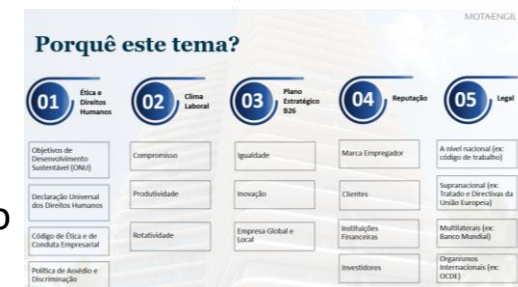 MOTAENGIL
Porquê este tema?
01
Ética e
Direitos
Humanos
02
Clima
Laboral
03
Plano
Estratégico
B26
04
Reputação
05
Legal
Objetivos de
Desenvolvimento
Sustentável (ONU)
Declaração Universal
dos Direitos Humanos
Código de Ética e de
Conduta Empresarial
Política de Assédio e
Discriminação
Compromisso
Produtividade
Rotatividade
Igualdade
Inovação
Empresa Global e
Local
Marca Empregador
Clientes
Instituições
Financeiras
Investidores
A nível nacional (ex:
código de trabalho)
Supranacional (ex:
Tratado e Directivas da
União Europeia)
Multilaterais (ex:
Banco Mundial)
Organismos
Internacionais (ex:
OCDE)
o